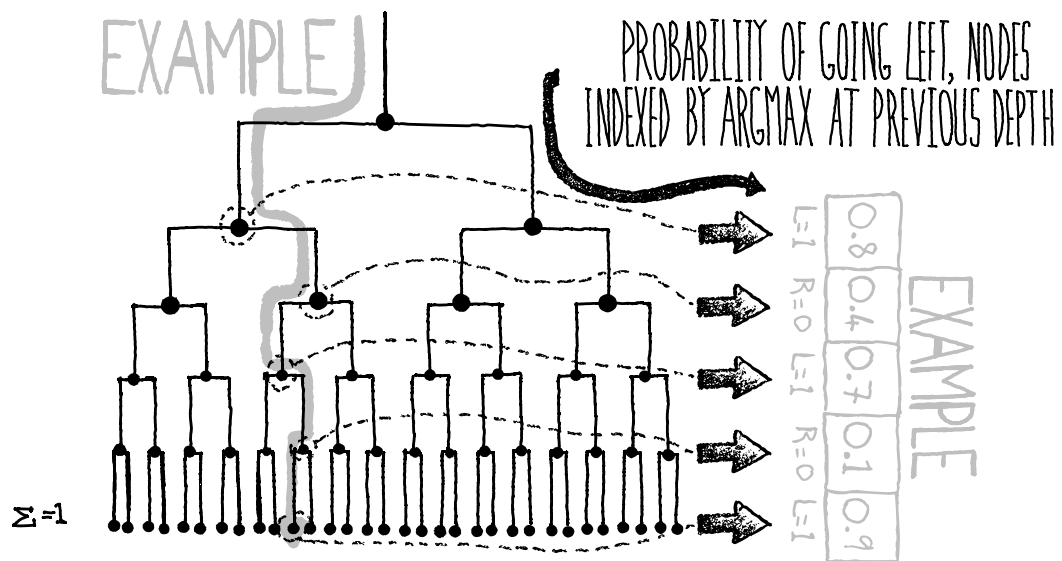 EXAMPLE
PROBABILITY OF GOING LEFT, NODES
INDEXED BY ARGMAX AT PREVIOUS DEPTH
L=1
0.8
R=0
0.4
L=1
0.7
R=0
0.1
L=1
0.9
EXAMPLE
Σ=1